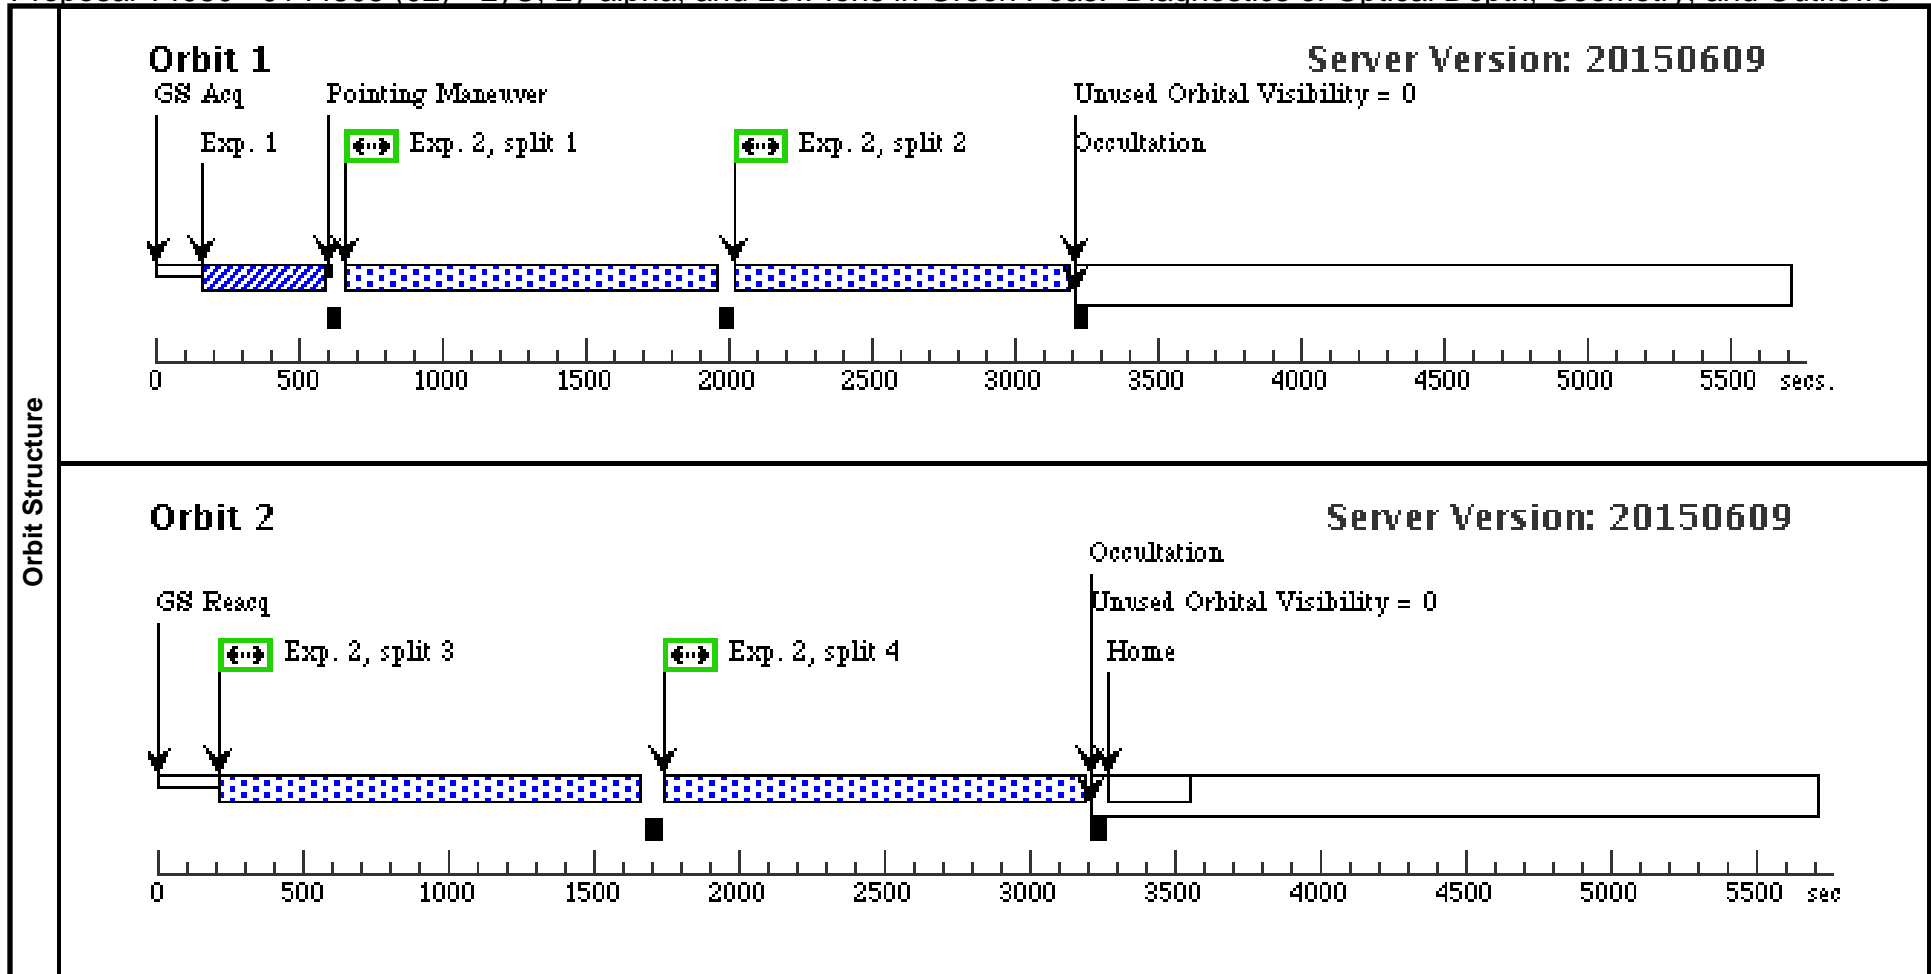 Orbit Structure
Orbit 1
Server Version: 20150609
GS Acq
Pointing Maneuver
Unused Orbital Visibility = 0
Exp. 1
Exp. 2, split 1
Exp. 2, split 2
Occultation
0 500 1000 1500 2000 2500 3000 3500 4000 4500 5000 5500 secs.
Orbit 2
Server Version: 20150609
Occultation
GS Reacq
Unused Orbital Visibility = 0
Exp. 2, split 3
Exp. 2, split 4
Home
0 500 1000 1500 2000 2500 3000 3500 4000 4500 5000 5500 sec